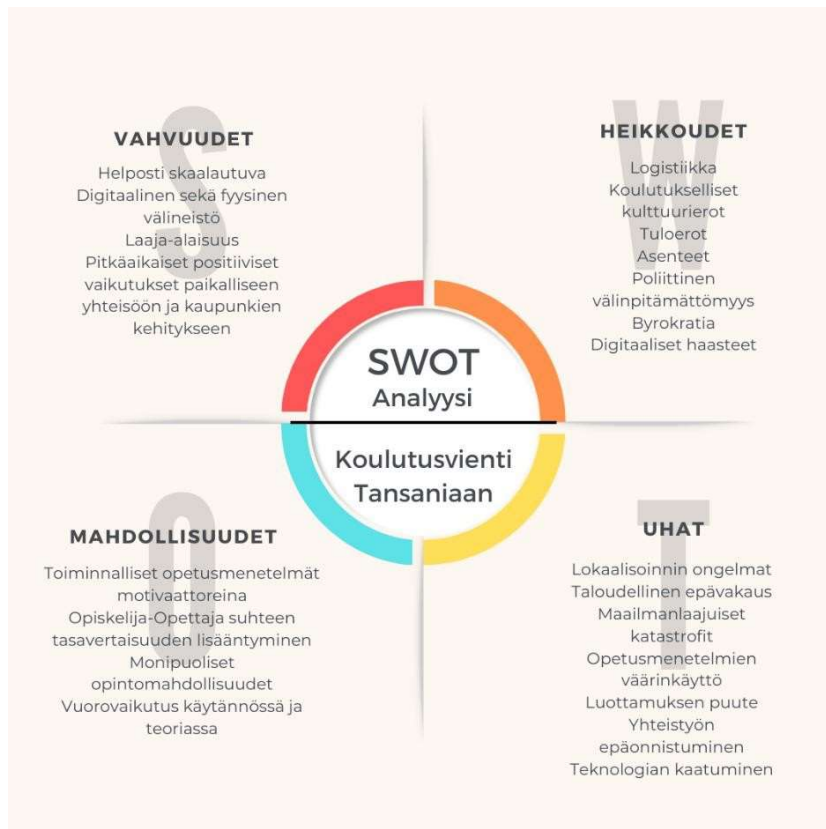 S
VAHVUUDET
Helposti skaalautuva
Digitaalinen sekä fyysinen
välineistö
Laaja-alaisuus
Pitkäaikaiset positiiviset
vaikutukset paikalliseen
yhteisöön ja kaupunkien
kehitykseen
W
HEIKKOUDET
Logistiikka
Koulutukselliset
kulttuurierot
Tuloerot
Asenteet
Poliittinen
välinpitämättömyys
Byrokratia
Digitaaliset haasteet
SWOT
Analyysi
Koulutusvienti
Tansaniaan
O
MAHDOLLISUUDET
Toiminnalliset opetusmenetelmät
motivaattoreina
Opiskelija-Opettaja suhteen
tasavertaisuuden lisääntyminen
Monipuoliset
opintomahdollisuudet
Vuorovaikutus käytännössä ja
teoriassa
T
UHAT
Lokaalisoinnin ongelmat
Taloudellinen epävakaus
Maailmanlaajuiset
katastrofit
Opetusmenetelmien
väärinkäyttö
Luottamuksen puute
Yhteistyön
epäonnistuminen
Teknologian kaatuminen